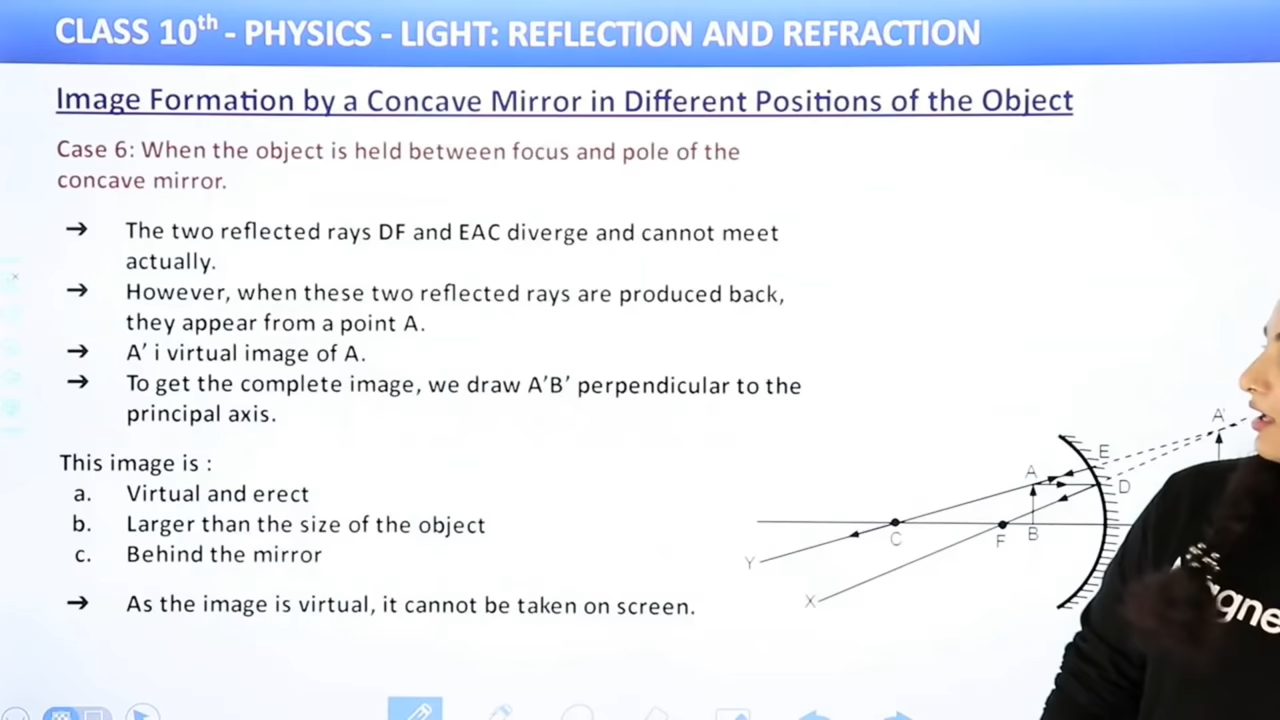 CLASS 10th - PHYSICS - LIGHT: REFLECTION AND REFRACTION
Image Formation by a Concave Mirror in Different Positions of the Object
Case 6: When the object is held between focus and pole of the
concave mirror.
→ The two reflected rays DF and EAC diverge and cannot meet
actually.
→ However, when these two reflected rays are produced back,
they appear from a point A.
→ A′ i virtual image of A.
→ To get the complete image, we draw A′B′ perpendicular to the
principal axis.
This image is :
a. Virtual and erect
b. Larger than the size of the object
c. Behind the mirror
→ As the image is virtual, it cannot be taken on screen.
A'
E
A
D
C
F
B
Y
X